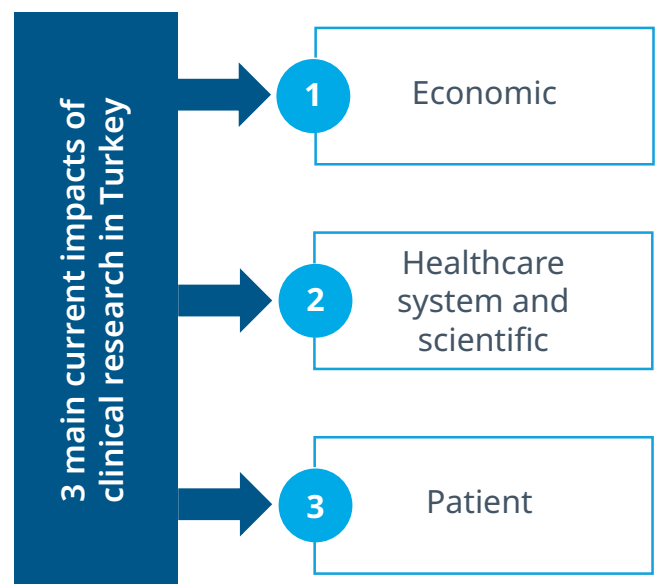 3 main current impacts of
clinical research in Turkey
1
Economic
2
Healthcare
system and
scientific
3
Patient